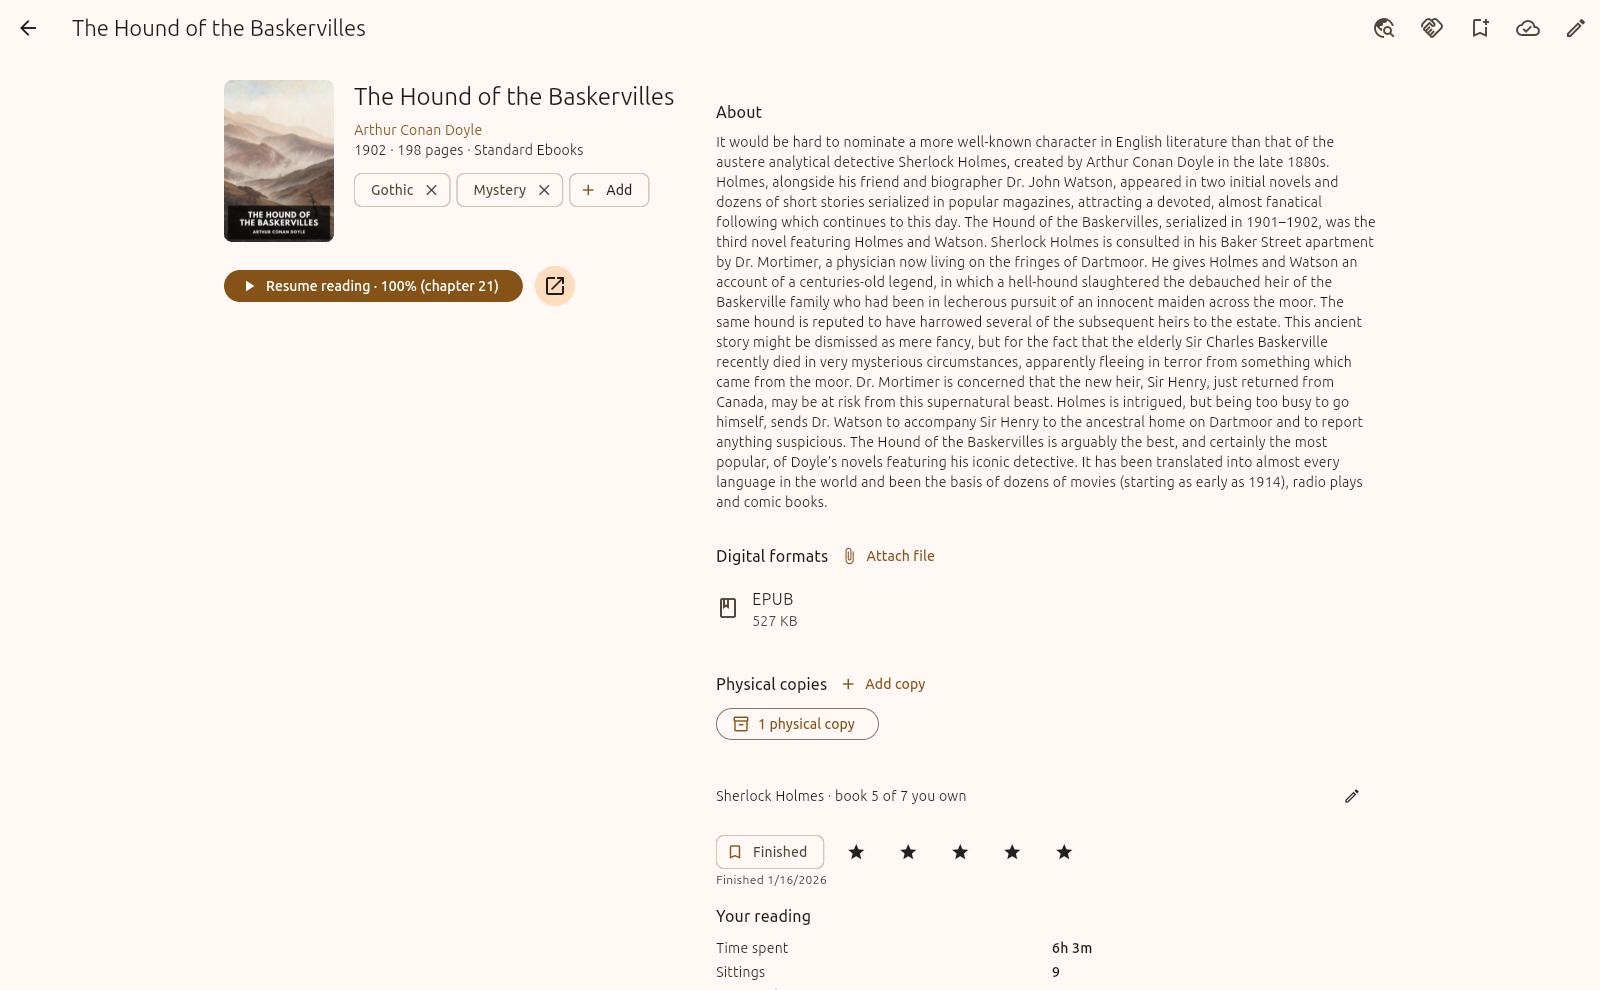 The Hound of the Baskervilles
THE HOUND OF
THE BASKERVILLES
ARTHUR CONAN DOYLE
The Hound of the Baskervilles
Arthur Conan Doyle
1902 · 198 pages · Standard Ebooks
Gothic
Mystery
Add
Resume reading · 100% (chapter 21)
About
It would be hard to nominate a more well-known character in English literature than that of the
austere analytical detective Sherlock Holmes, created by Arthur Conan Doyle in the late 1880s.
Holmes, alongside his friend and biographer Dr. John Watson, appeared in two initial novels and
dozens of short stories serialized in popular magazines, attracting a devoted, almost fanatical
following which continues to this day. The Hound of the Baskervilles, serialized in 1901–1902, was the
third novel featuring Holmes and Watson. Sherlock Holmes is consulted in his Baker Street apartment
by Dr. Mortimer, a physician now living on the fringes of Dartmoor. He gives Holmes and Watson an
account of a centuries-old legend, in which a hell-hound slaughtered the debauched heir of the
Baskerville family who had been in lecherous pursuit of an innocent maiden across the moor. The
same hound is reputed to have harrowed several of the subsequent heirs to the estate. This ancient
story might be dismissed as mere fancy, but for the fact that the elderly Sir Charles Baskerville
recently died in very mysterious circumstances, apparently fleeing in terror from something which
came from the moor. Dr. Mortimer is concerned that the new heir, Sir Henry, just returned from
Canada, may be at risk from this supernatural beast. Holmes is intrigued, but being too busy to go
himself, sends Dr. Watson to accompany Sir Henry to the ancestral home on Dartmoor and to report
anything suspicious. The Hound of the Baskervilles is arguably the best, and certainly the most
popular, of Doyle’s novels featuring his iconic detective. It has been translated into almost every
language in the world and been the basis of dozens of movies (starting as early as 1914), radio plays
and comic books.
Digital formats
Attach file
EPUB
527 KB
Physical copies
Add copy
1 physical copy
Sherlock Holmes · book 5 of 7 you own
Finished
Finished 1/16/2026
Your reading
Time spent
6h 3m
Sittings
9